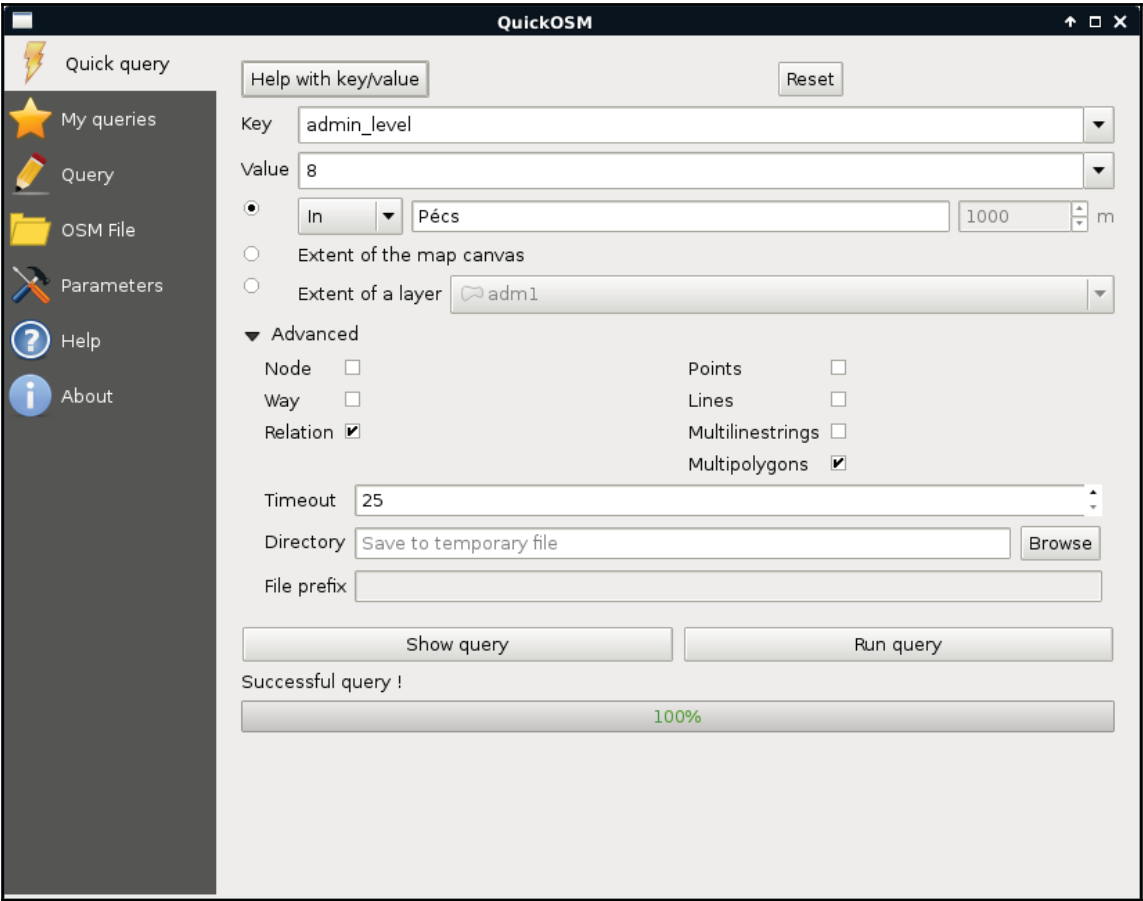 QuickOSM
Quick query
My queries
Query
OSM File
Parameters
Help
About
Help with key/value Reset
Key admin_level
Value 8
In Pécs 1000 m
Extent of the map canvas
Extent of a layer adm1
Advanced
Node Points
Way Lines
Relation Multilinestrings
Multipolygons
Timeout 25
Directory Save to temporary file Browse
File prefix
Show query Run query
Successful query !
100%